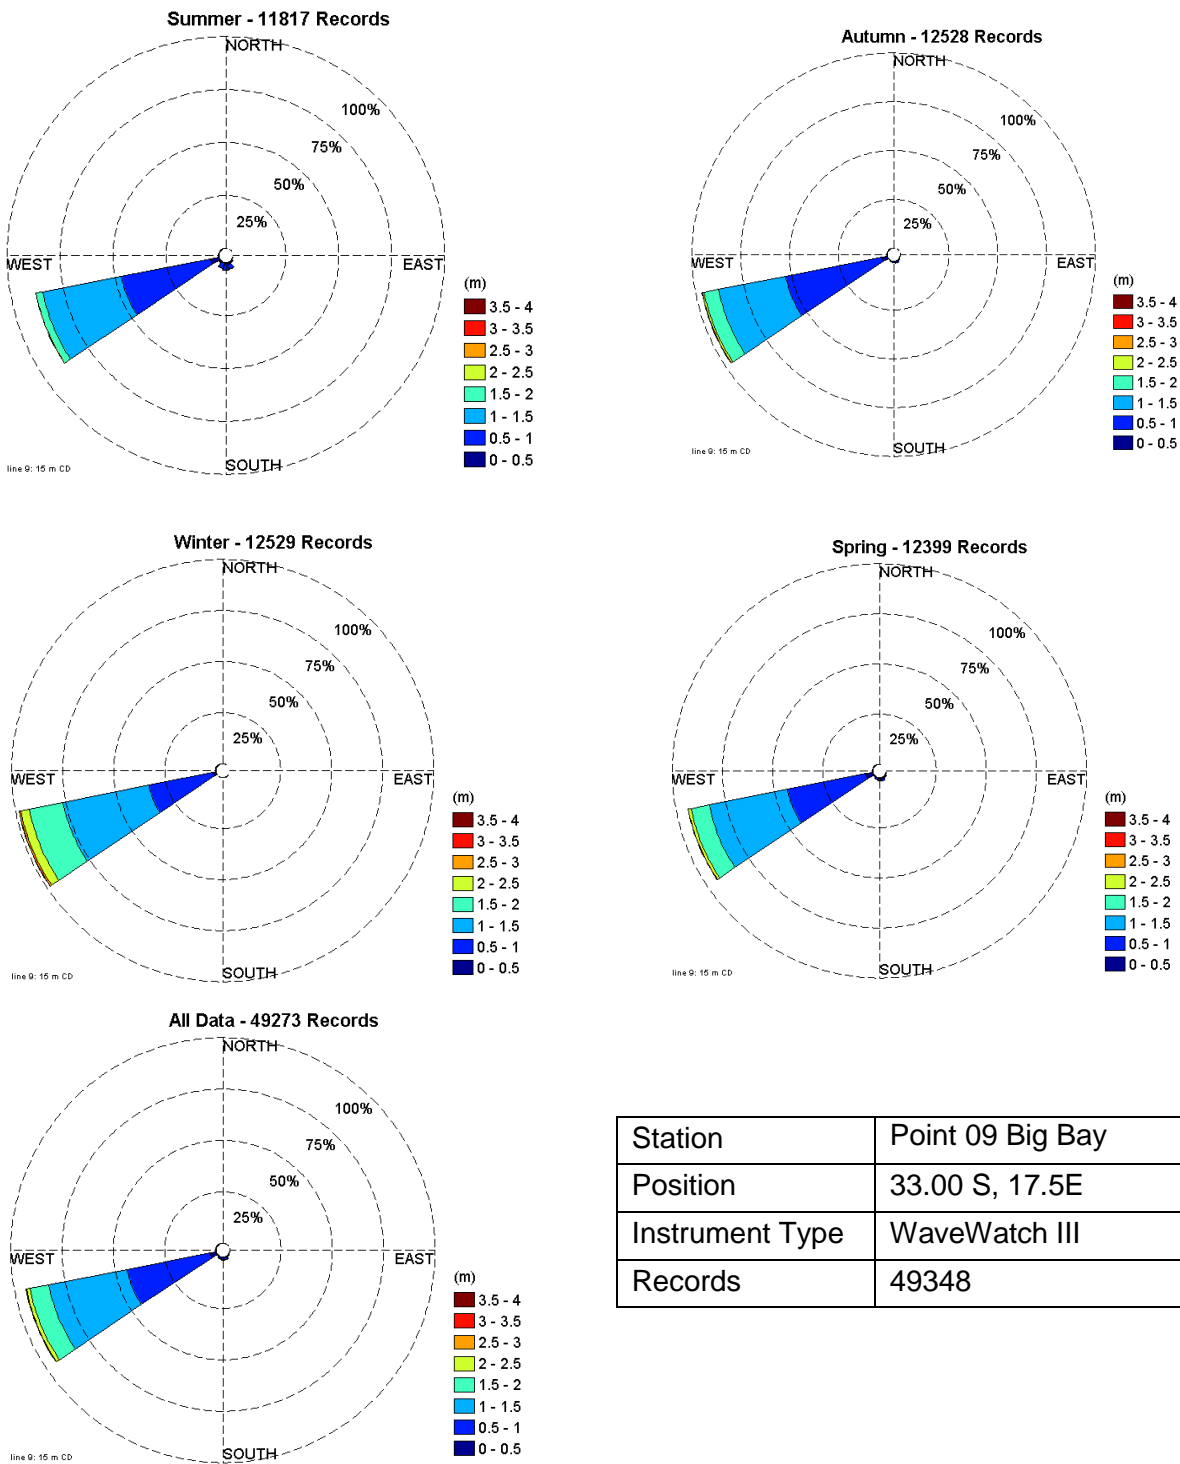 Summer - 11817 Records
NORTH
100%
75%
50%
25%
WEST
EAST
SOUTH
(m)
3.5 - 4
3 - 3.5
2.5 - 3
2 - 2.5
1.5 - 2
1 - 1.5
0.5 - 1
0 - 0.5
line 9: 15 m CD
Autumn - 12528 Records
NORTH
100%
75%
50%
25%
WEST
EAST
SOUTH
(m)
3.5 - 4
3 - 3.5
2.5 - 3
2 - 2.5
1.5 - 2
1 - 1.5
0.5 - 1
0 - 0.5
line 9: 15 m CD
Winter - 12529 Records
NORTH
100%
75%
50%
25%
WEST
EAST
SOUTH
(m)
3.5 - 4
3 - 3.5
2.5 - 3
2 - 2.5
1.5 - 2
1 - 1.5
0.5 - 1
0 - 0.5
line 9: 15 m CD
Spring - 12399 Records
NORTH
100%
75%
50%
25%
WEST
EAST
SOUTH
(m)
3.5 - 4
3 - 3.5
2.5 - 3
2 - 2.5
1.5 - 2
1 - 1.5
0.5 - 1
0 - 0.5
line 9: 15 m CD
All Data - 49273 Records
NORTH
100%
75%
50%
25%
WEST
EAST
SOUTH
(m)
3.5 - 4
3 - 3.5
2.5 - 3
2 - 2.5
1.5 - 2
1 - 1.5
0.5 - 1
0 - 0.5
line 9: 15 m CD
Station Point 09 Big Bay
Position 33.00 S, 17.5E
Instrument Type WaveWatch III
Records 49348